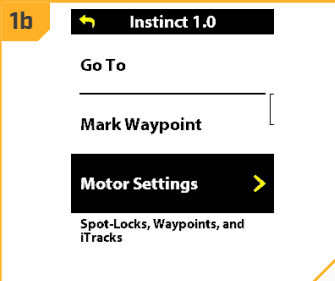 1b
Instinct 1.0
Go To
Mark Waypoint
Motor Settings
Spot-Locks, Waypoints, and
iTracks